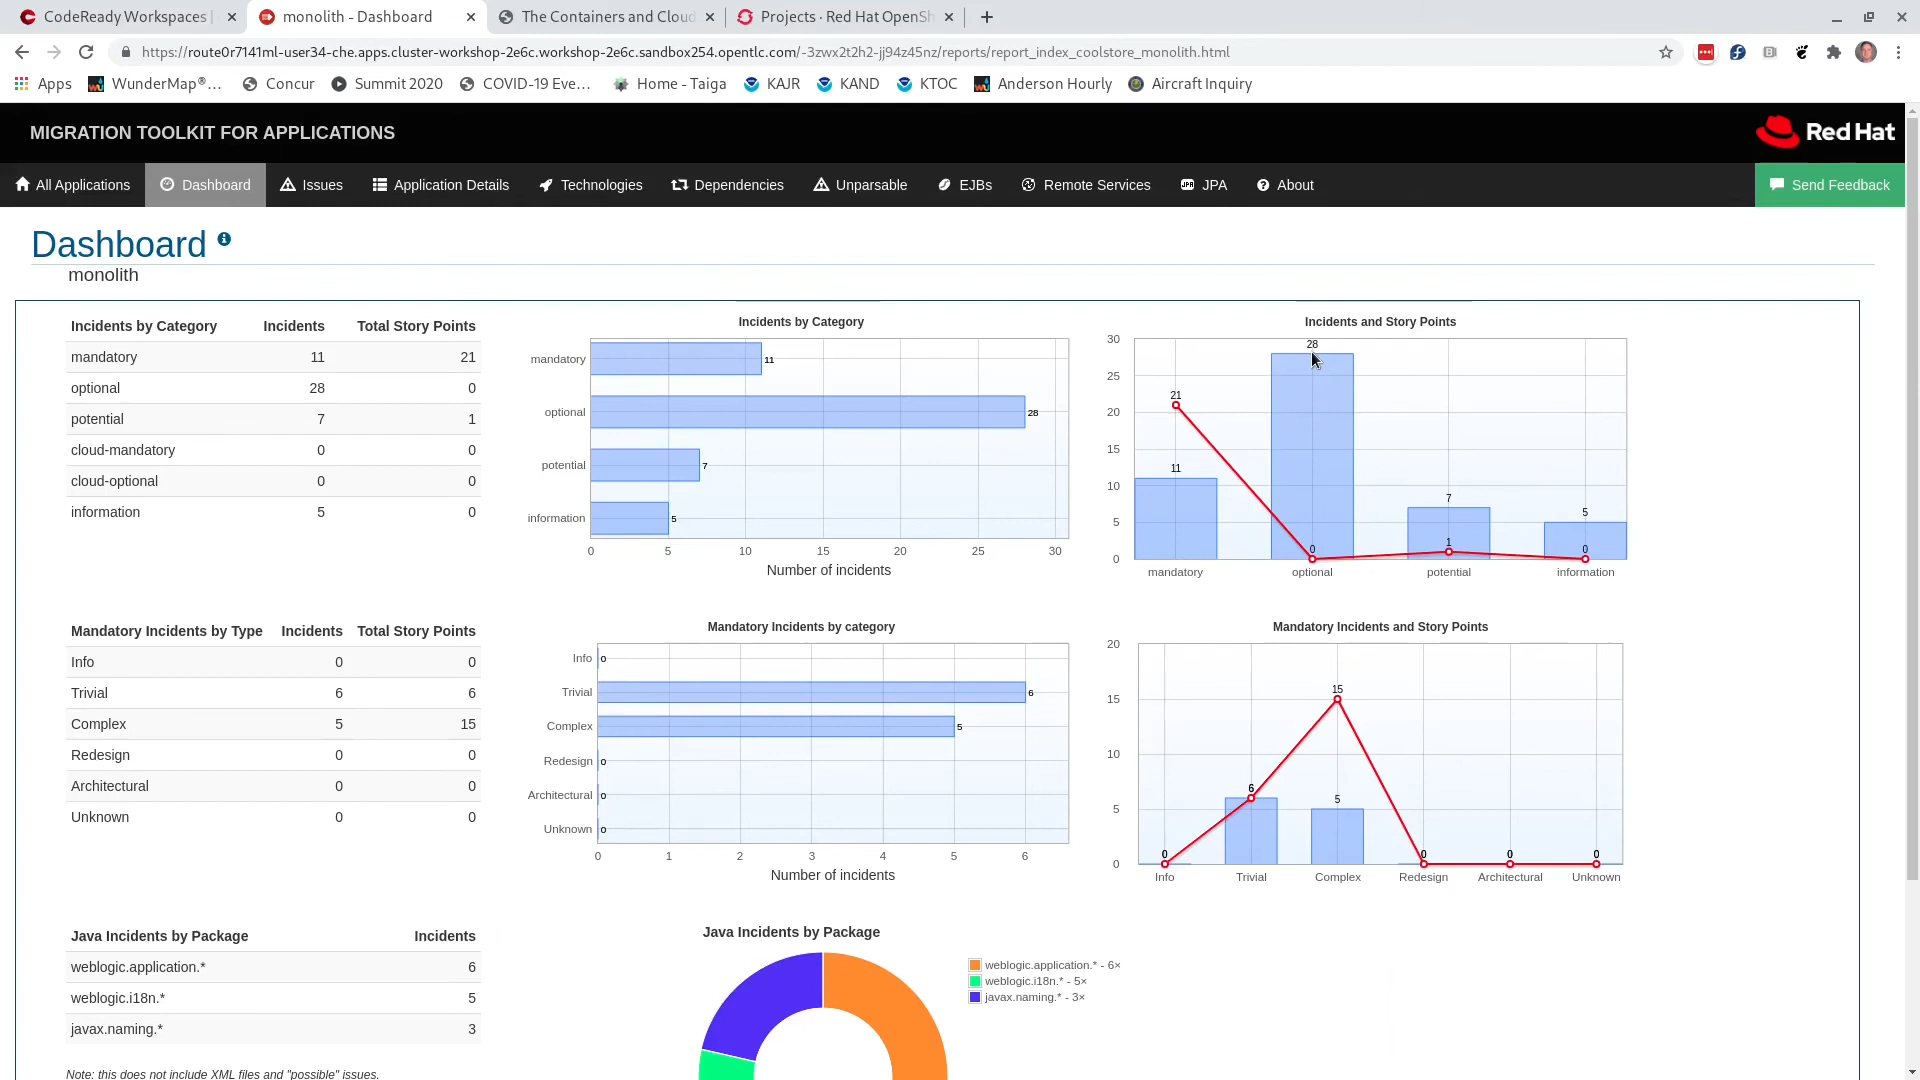 CodeReady Workspaces
monolith - Dashboard
The Containers and Cloud
Projects · Red Hat OpenSh
https://route0r7141ml-user34-che.apps.cluster-workshop-2e6c.workshop-2e6c.sandbox254.opentlc.com/-3zwx2t2h2-jj94z45nz/reports/report_index_coolstore_monolith.html
Apps WunderMap®... Concur Summit 2020 COVID-19 Eve... Home - Taiga KAJR KAND KTOC Anderson Hourly Aircraft Inquiry
MIGRATION TOOLKIT FOR APPLICATIONS
Red Hat
All Applications Dashboard Issues Application Details Technologies Dependencies Unparsable EJBs Remote Services JPA About Send Feedback
Dashboard
monolith
Incidents by Category Incidents Total Story Points
mandatory 11 21
optional 28 0
potential 7 1
cloud-mandatory 0 0
cloud-optional 0 0
information 5 0
Incidents by Category
mandatory 11
optional 28
potential 7
information 5
0 5 10 15 20 25 30
Number of incidents
Incidents and Story Points
30
25
20
15
10
5
0
28
21
11
7
5
0
1
0
mandatory optional potential information
Mandatory Incidents by Type Incidents Total Story Points
Info 0 0
Trivial 6 6
Complex 5 15
Redesign 0 0
Architectural 0 0
Unknown 0 0
Mandatory Incidents by category
Info 0
Trivial 6
Complex 5
Redesign 0
Architectural 0
Unknown 0
0 1 2 3 4 5 6
Number of incidents
Mandatory Incidents and Story Points
20
15
10
5
0
15
6
5
0 0 0 0
Info Trivial Complex Redesign Architectural Unknown
Java Incidents by Package Incidents
weblogic.application.* 6
weblogic.i18n.* 5
javax.naming.* 3
Note: this does not include XML files and "possible" issues.
Java Incidents by Package
weblogic.application.* - 6×
weblogic.i18n.* - 5×
javax.naming.* - 3×